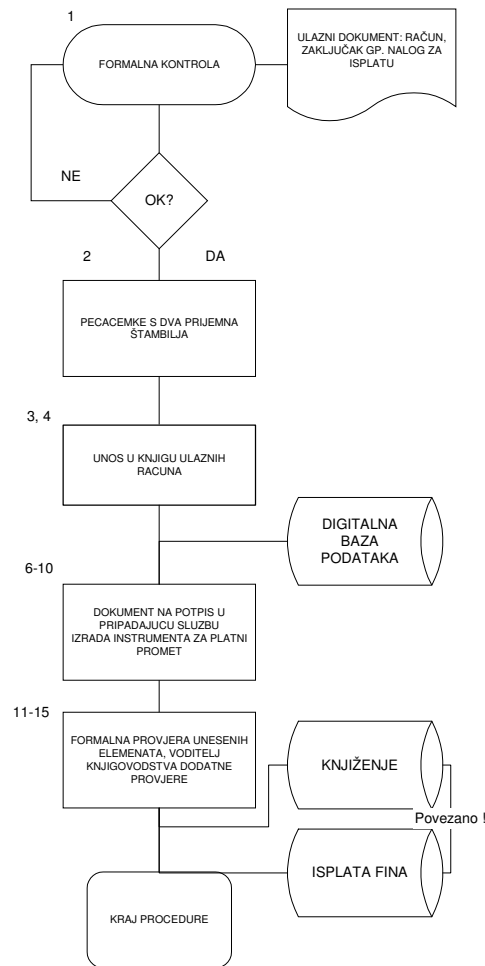 1
FORMALNA KONTROLA
ULAZNI DOKUMENT: RAČUN,
ZAKLJUČAK GP. NALOG ZA
ISPLATU
NE
OK?
2
DA
PECACEMKE S DVA PRIJEMNA
ŠTAMBILJA
3, 4
UNOS U KNJIGU ULAZNIH
RACUNA
DIGITALNA
BAZA
PODATAKA
6-10
DOKUMENT NA POTPIS U
PRIPADAJUCU SLUZBU
IZRADA INSTRUMENTA ZA PLATNI
PROMET
11-15
FORMALNA PROVJERA UNESENIH
ELEMENATA, VODITELJ
KNJIGOVODSTVA DODATNE
PROVJERE
KNJIŽENJE
Povezano !
ISPLATA FINA
KRAJ PROCEDURE